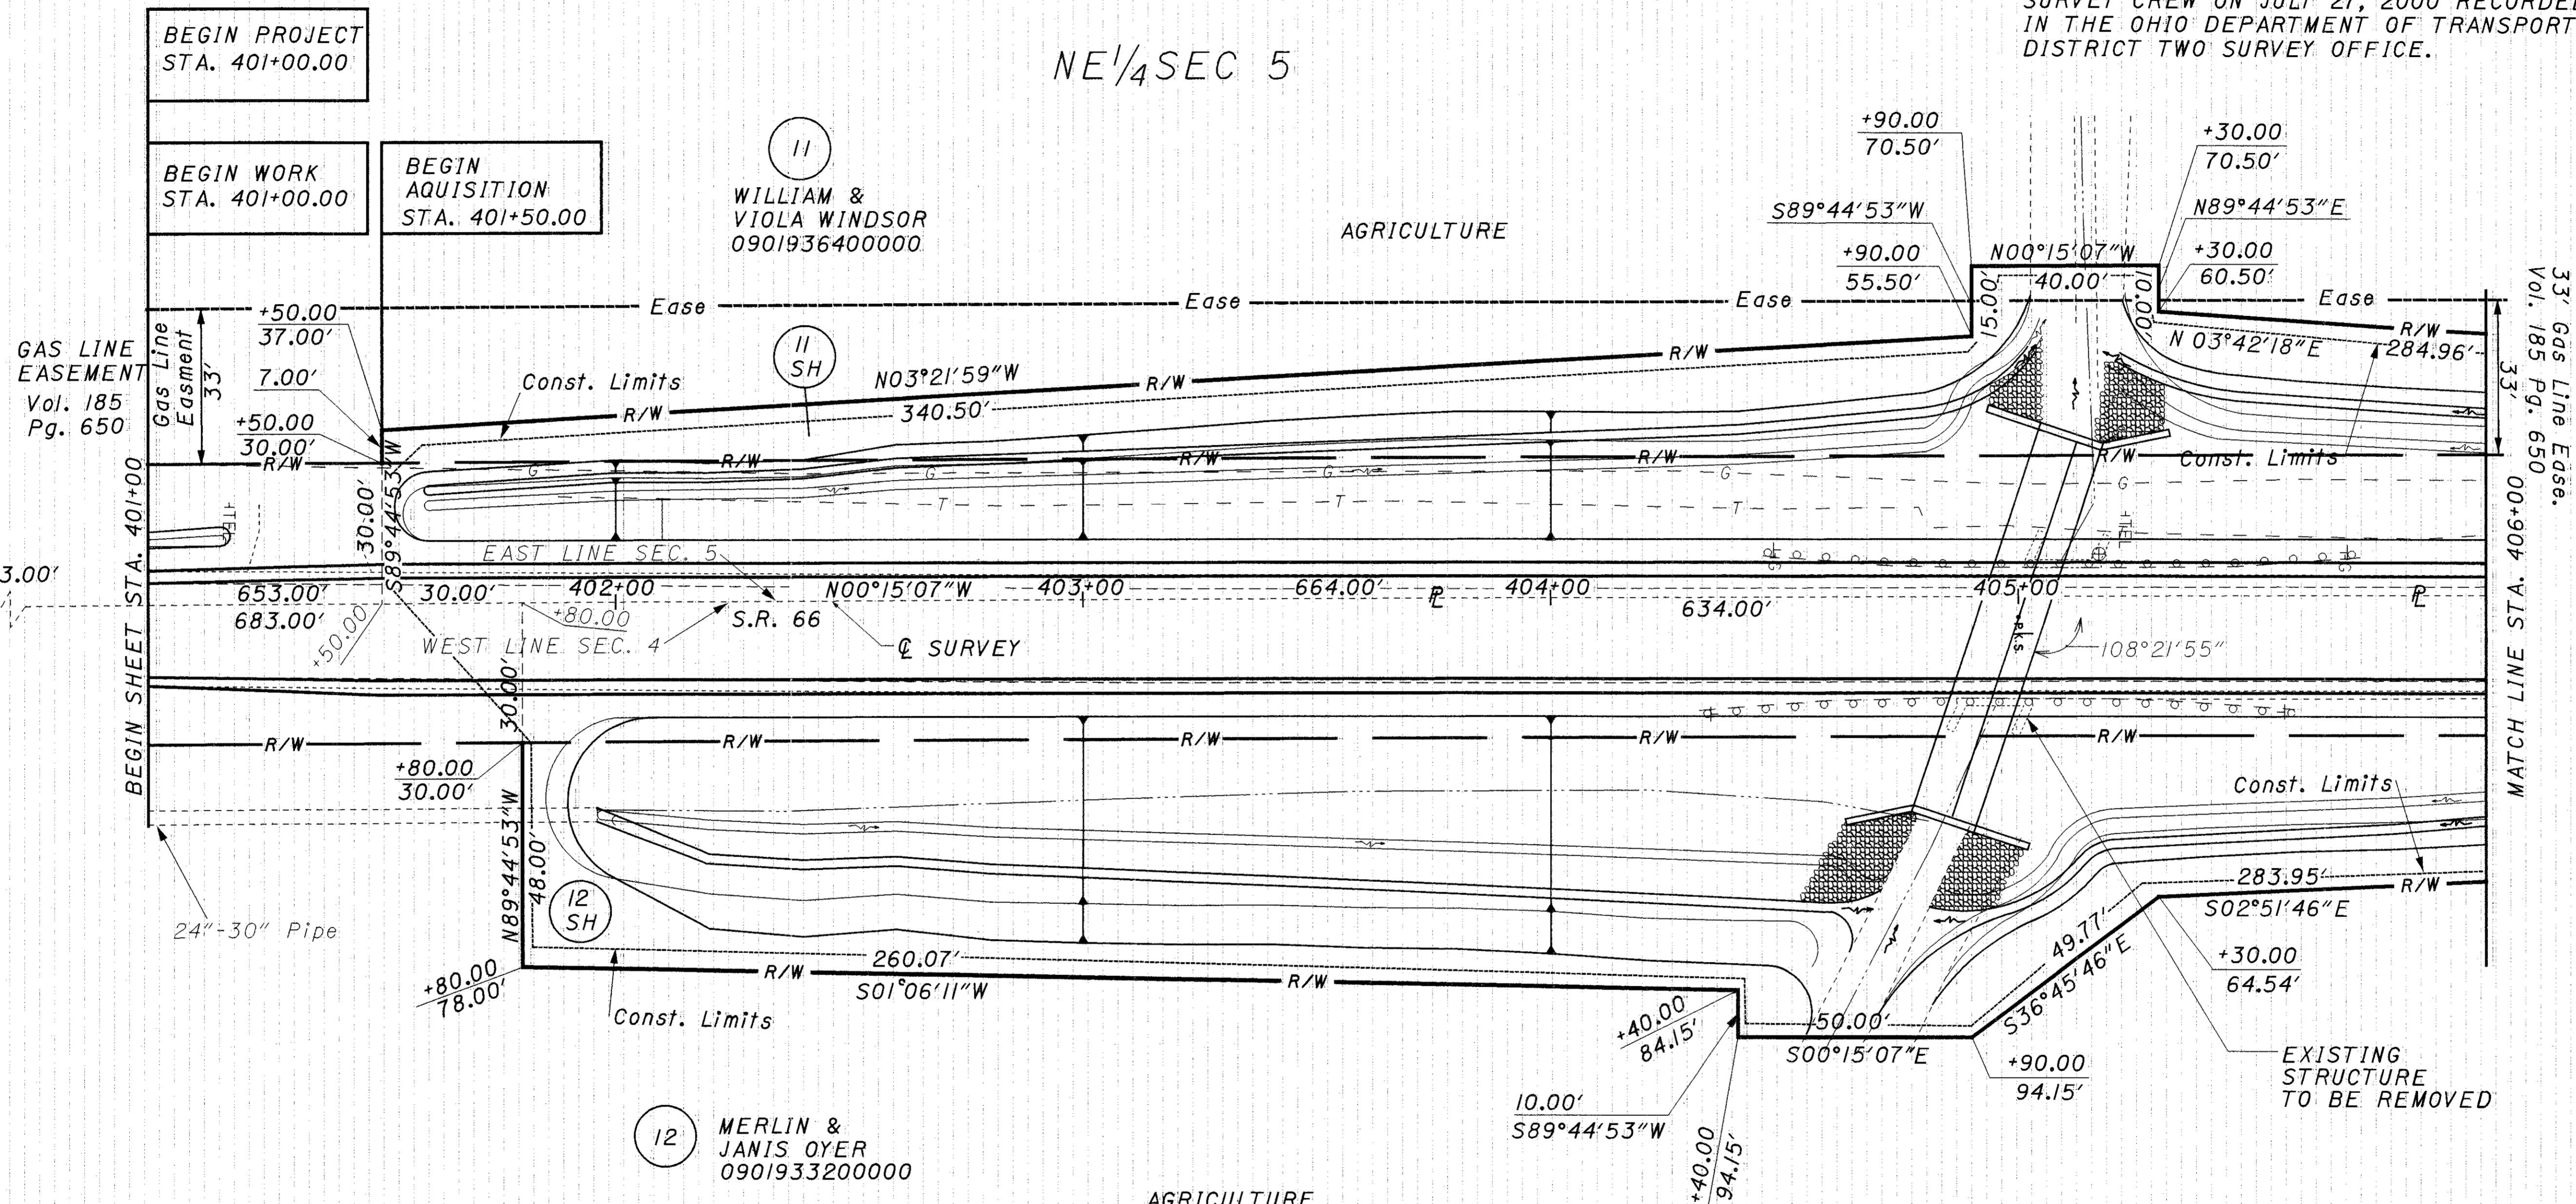 BEGIN PROJECT
STA. 401+00.00
BEGIN WORK
STA. 401+00.00
BEGIN
AQUISITION
STA. 401+50.00
NE 1/4 SEC 5
IN THE OHIO DEPARTMENT OF TRANSPORT
DISTRICT TWO SURVEY OFFICE.
11
WILLIAM &
VIOLA WINDSOR
0901936400000
AGRICULTURE
+90.00
70.50'
S89°44'53"W
+90.00
55.50'
+30.00
70.50'
N89°44'53"E
+30.00
60.50'
N00°15'07"W
40.00'
15.00'
10.00'
Ease
Ease
Ease
Ease
R/W
N 03°42'18"E
284.96'
33'
33' Gas Line Ease.
Vol. 185 Pg. 650
GAS LINE
EASEMENT
Vol. 185
Pg. 650
Gas Line
Easment
33'
+50.00
37.00'
7.00'
+50.00
30.00'
R/W
Const. Limits
11
SH
N03°21'59"W
340.50'
R/W
R/W
R/W
R/W
R/W
R/W
R/W
Const. Limits
G
G
G
G
G
T
T
T
TEL
TEL
30.00'
S89°44'53"W
EAST LINE SEC. 5
3.00'
653.00'
683.00'
30.00'
402+00
N00°15'07"W
403+00
664.00'
PL
404+00
634.00'
405+00
PL
+50.00
+80.00
S.R. 66
WEST LINE SEC. 4
CL SURVEY
p.k.s.
108°21'55"
BEGIN SHEET STA. 401+00
MATCH LINE STA. 406+00
30.00'
R/W
R/W
R/W
R/W
R/W
+80.00
30.00'
N89°44'53"W
48.00'
12
SH
24"-30" Pipe
+80.00
78.00'
Const. Limits
R/W
260.07'
S01°06'11"W
R/W
+40.00
84.15'
10.00'
S89°44'53"W
+40.00
94.15'
50.00'
S00°15'07"E
+90.00
94.15'
49.77'
S36°45'46"E
Const. Limits
283.95'
R/W
S02°51'46"E
+30.00
64.54'
EXISTING
STRUCTURE
TO BE REMOVED
12
MERLIN &
JANIS OYER
0901933200000
AGRICULTURE